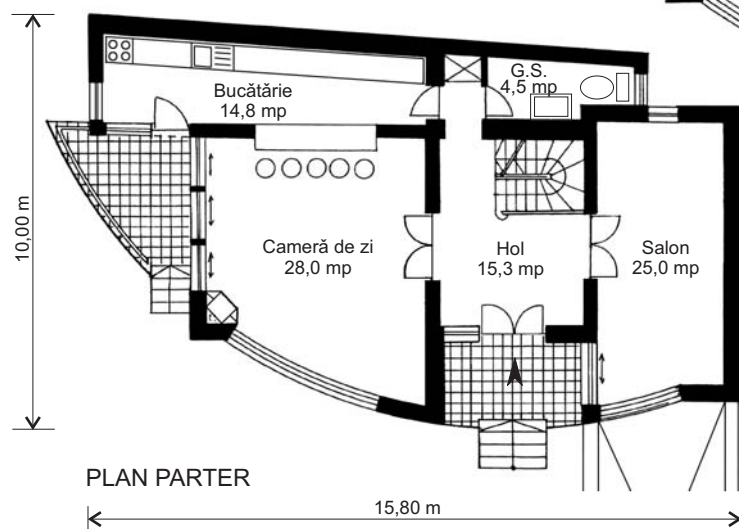 G.S.
4,5 mp
Bucătărie
14,8 mp
10,00 m
Cameră de zi
28,0 mp
Hol
15,3 mp
Salon
25,0 mp
PLAN PARTER
15,80 m